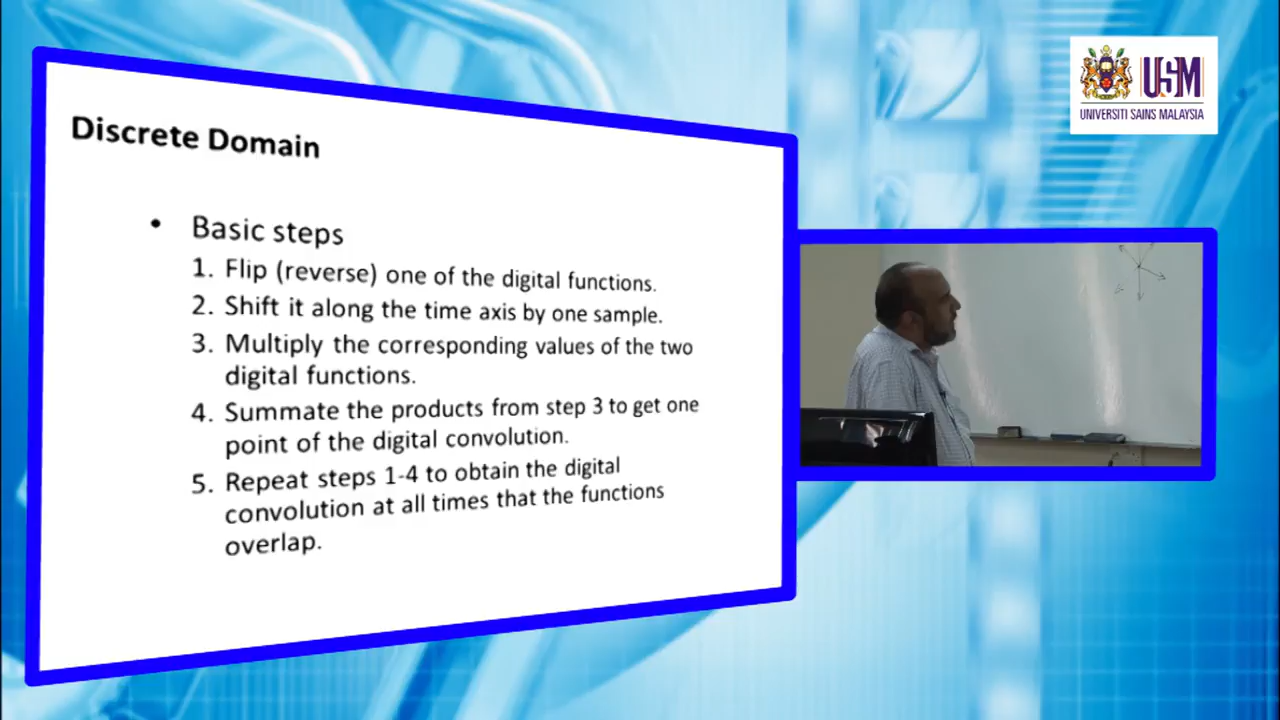 Discrete Domain
• Basic steps
1. Flip (reverse) one of the digital functions.
2. Shift it along the time axis by one sample.
3. Multiply the corresponding values of the two
digital functions.
4. Summate the products from step 3 to get one
point of the digital convolution.
5. Repeat steps 1-4 to obtain the digital
convolution at all times that the functions
overlap.
USM
UNIVERSITI SAINS MALAYSIA